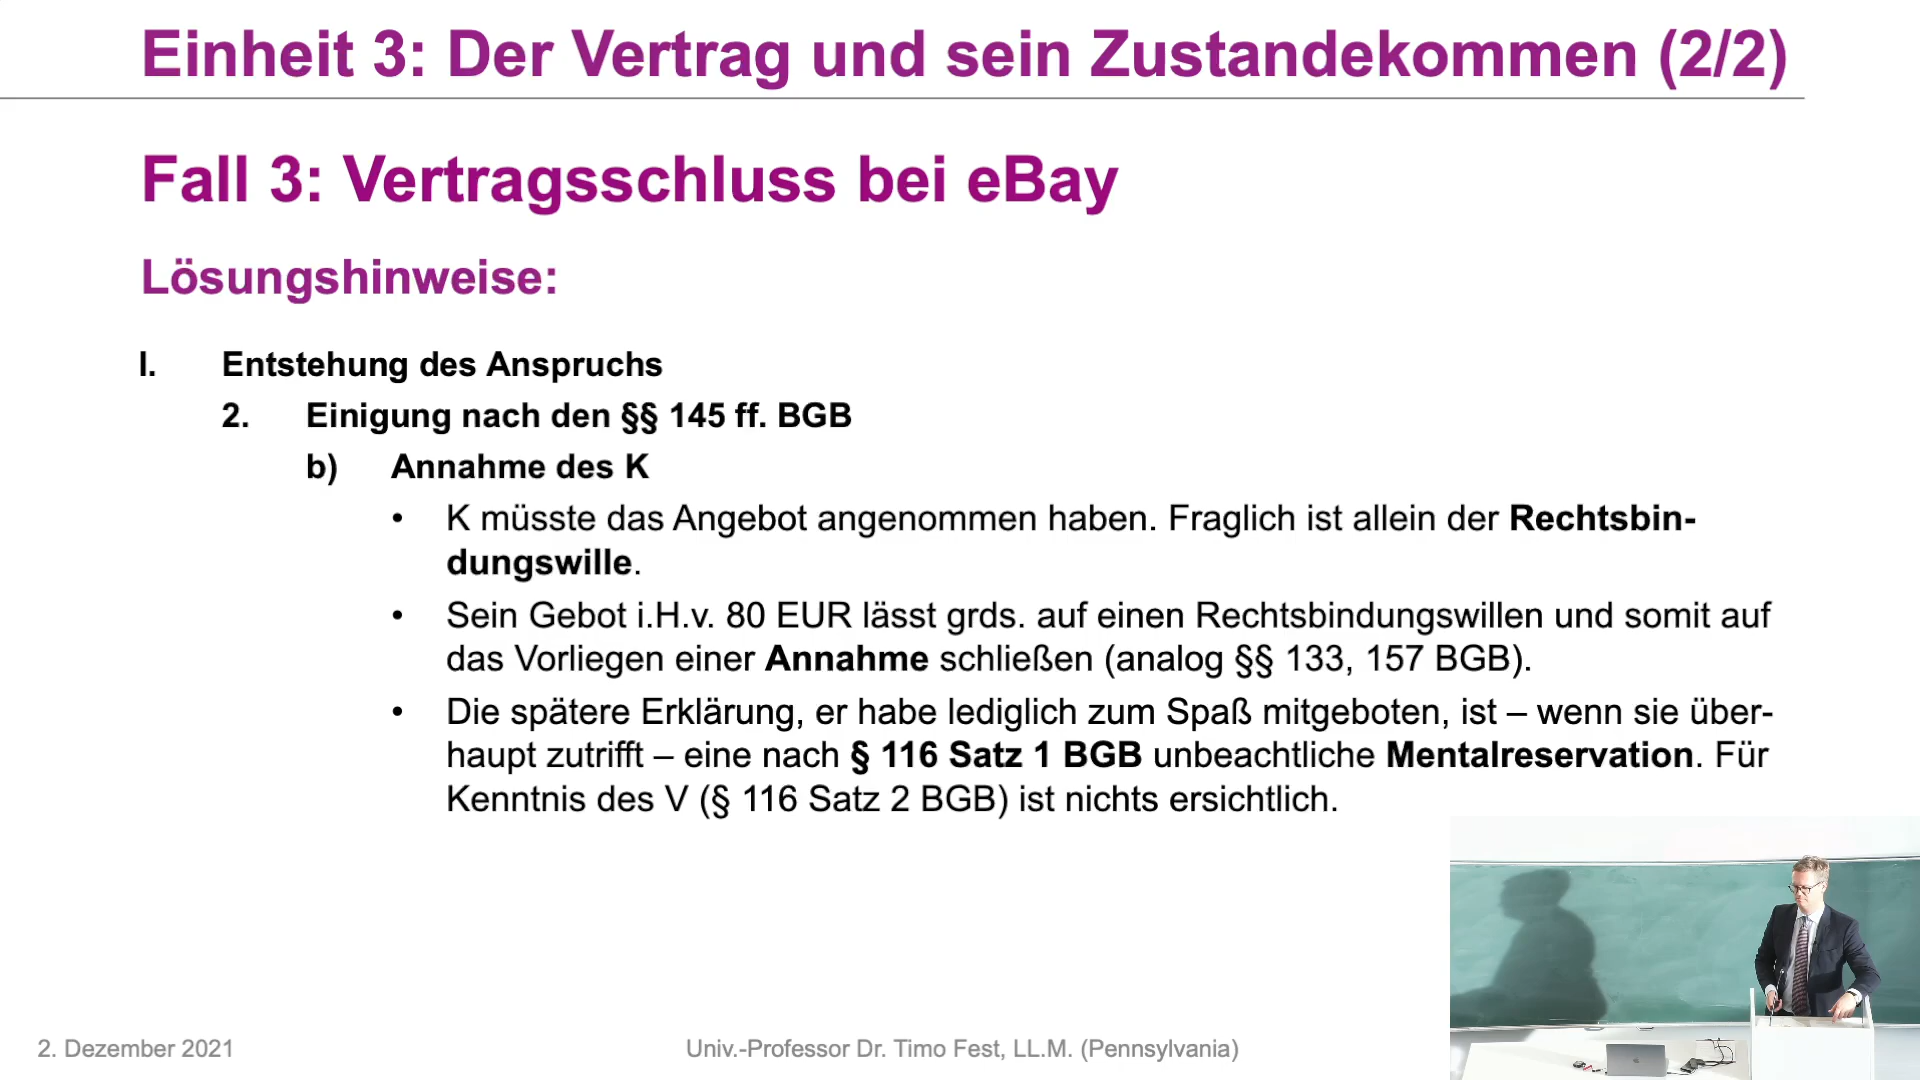 Einheit 3: Der Vertrag und sein Zustandekommen (2/2)
Fall 3: Vertragsschluss bei eBay
Lösungshinweise:
I. Entstehung des Anspruchs
2. Einigung nach den §§ 145 ff. BGB
b) Annahme des K
• K müsste das Angebot angenommen haben. Fraglich ist allein der Rechtsbin-
dungswille.
• Sein Gebot i.H.v. 80 EUR lässt grds. auf einen Rechtsbindungswillen und somit auf
das Vorliegen einer Annahme schließen (analog §§ 133, 157 BGB).
• Die spätere Erklärung, er habe lediglich zum Spaß mitgeboten, ist – wenn sie über-
haupt zutrifft – eine nach § 116 Satz 1 BGB unbeachtliche Mentalreservation. Für
Kenntnis des V (§ 116 Satz 2 BGB) ist nichts ersichtlich.
2. Dezember 2021
Univ.-Professor Dr. Timo Fest, LL.M. (Pennsylvania)